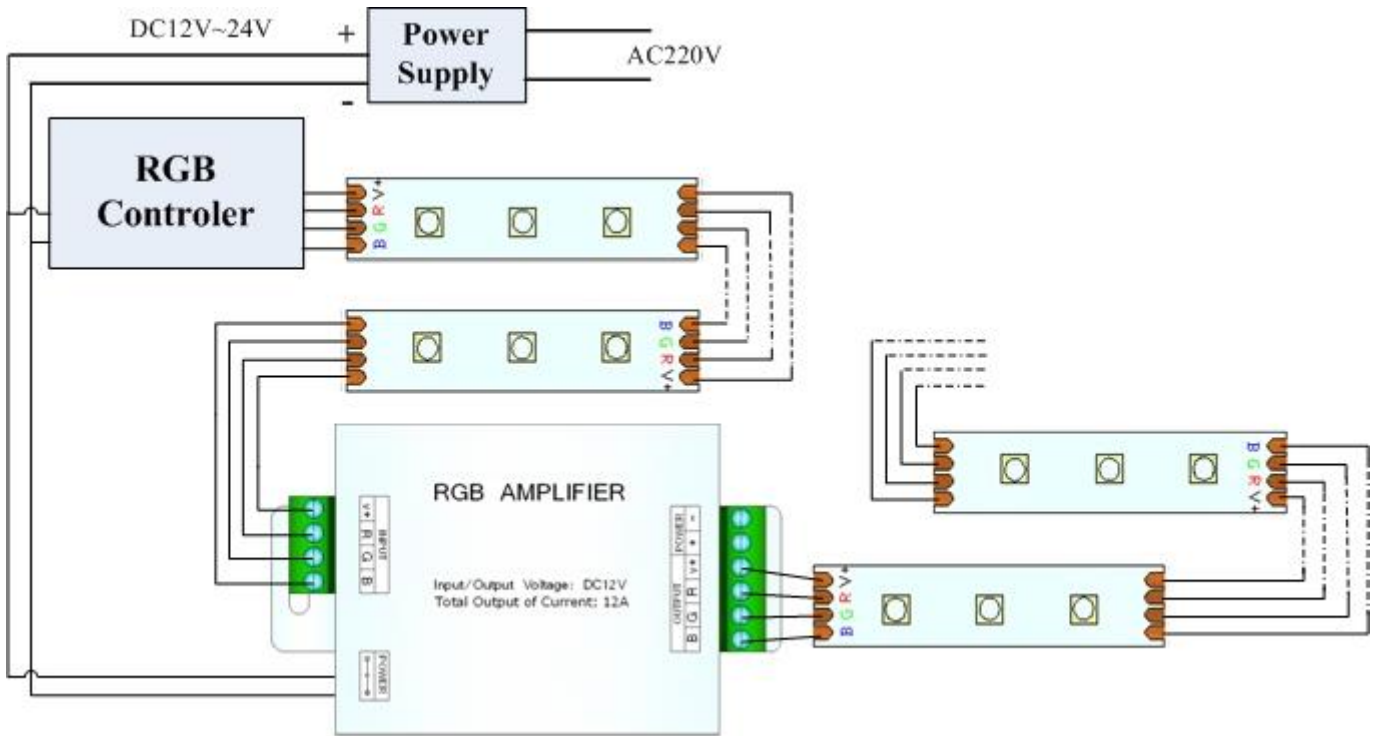 DC12V~24V
+
-
Power
Supply
AC220V
RGB
Controler
V+
R
G
B
B
G
R
V+
RGB AMPLIFIER
Input/Output Voltage: DC12V
Total Output of Current: 12A
INPUT
V+
R
G
B
POWER
POWER
-
+
OUTPUT
V+
R
G
B
V+
R
G
B
B
G
R
V+